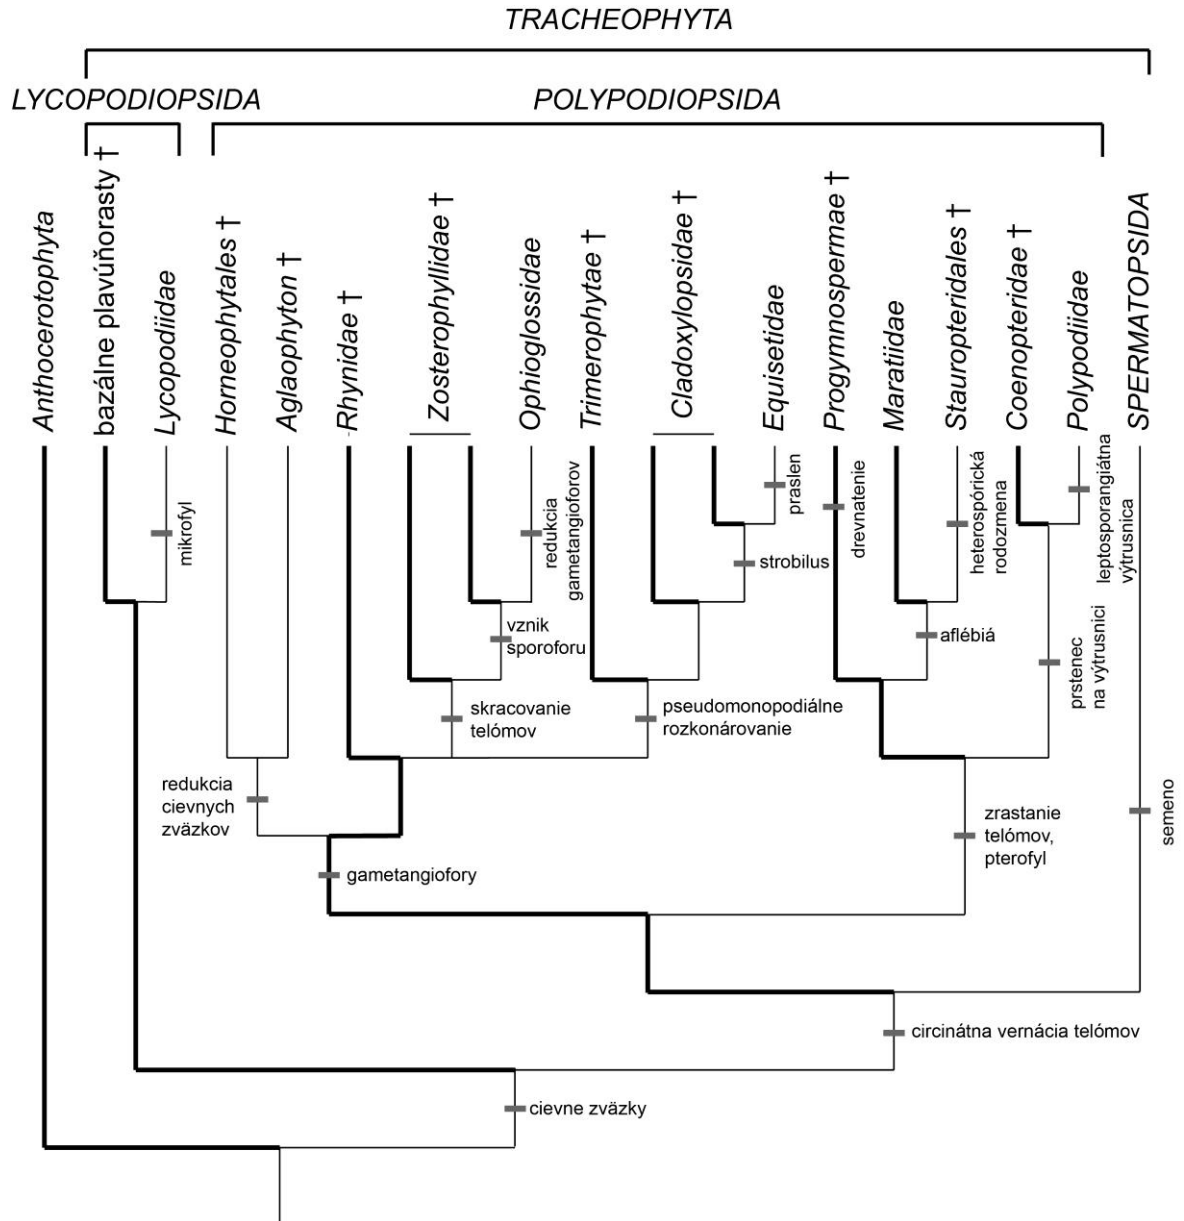 TRACHEOPHYTA
LYCOPODIOPSIDA
POLYPODIOPSIDA
Anthocerotophyta
bazálne plavúňorasty †
Lycopodiidae
Horneophytales †
Aglaophyton †
Rhynidae †
Zosterophyllidae †
Ophioglossidae
Trimerophytae †
Cladoxylopsidae †
Equisetidae
Progymnospermae †
Maratiidae
Stauropteridales †
Coenopteridae †
Polypodiidae
SPERMATOPSIDA
mikrofyl
redukcia
gametangioforov
praslen
drevnatenie
heterospórická
rodozmena
leptosporangiátna
výtrusnica
strobilus
vznik
sporoforu
aflébiá
prstenec
na výtrusnici
skracovanie
telómov
pseudomonopodiálne
rozkonárovanie
redukcia
cievnych
zväzkov
zrastanie
telómov,
pterofyl
semeno
gametangiofory
circinátna vernácia telómov
cievne zväzky